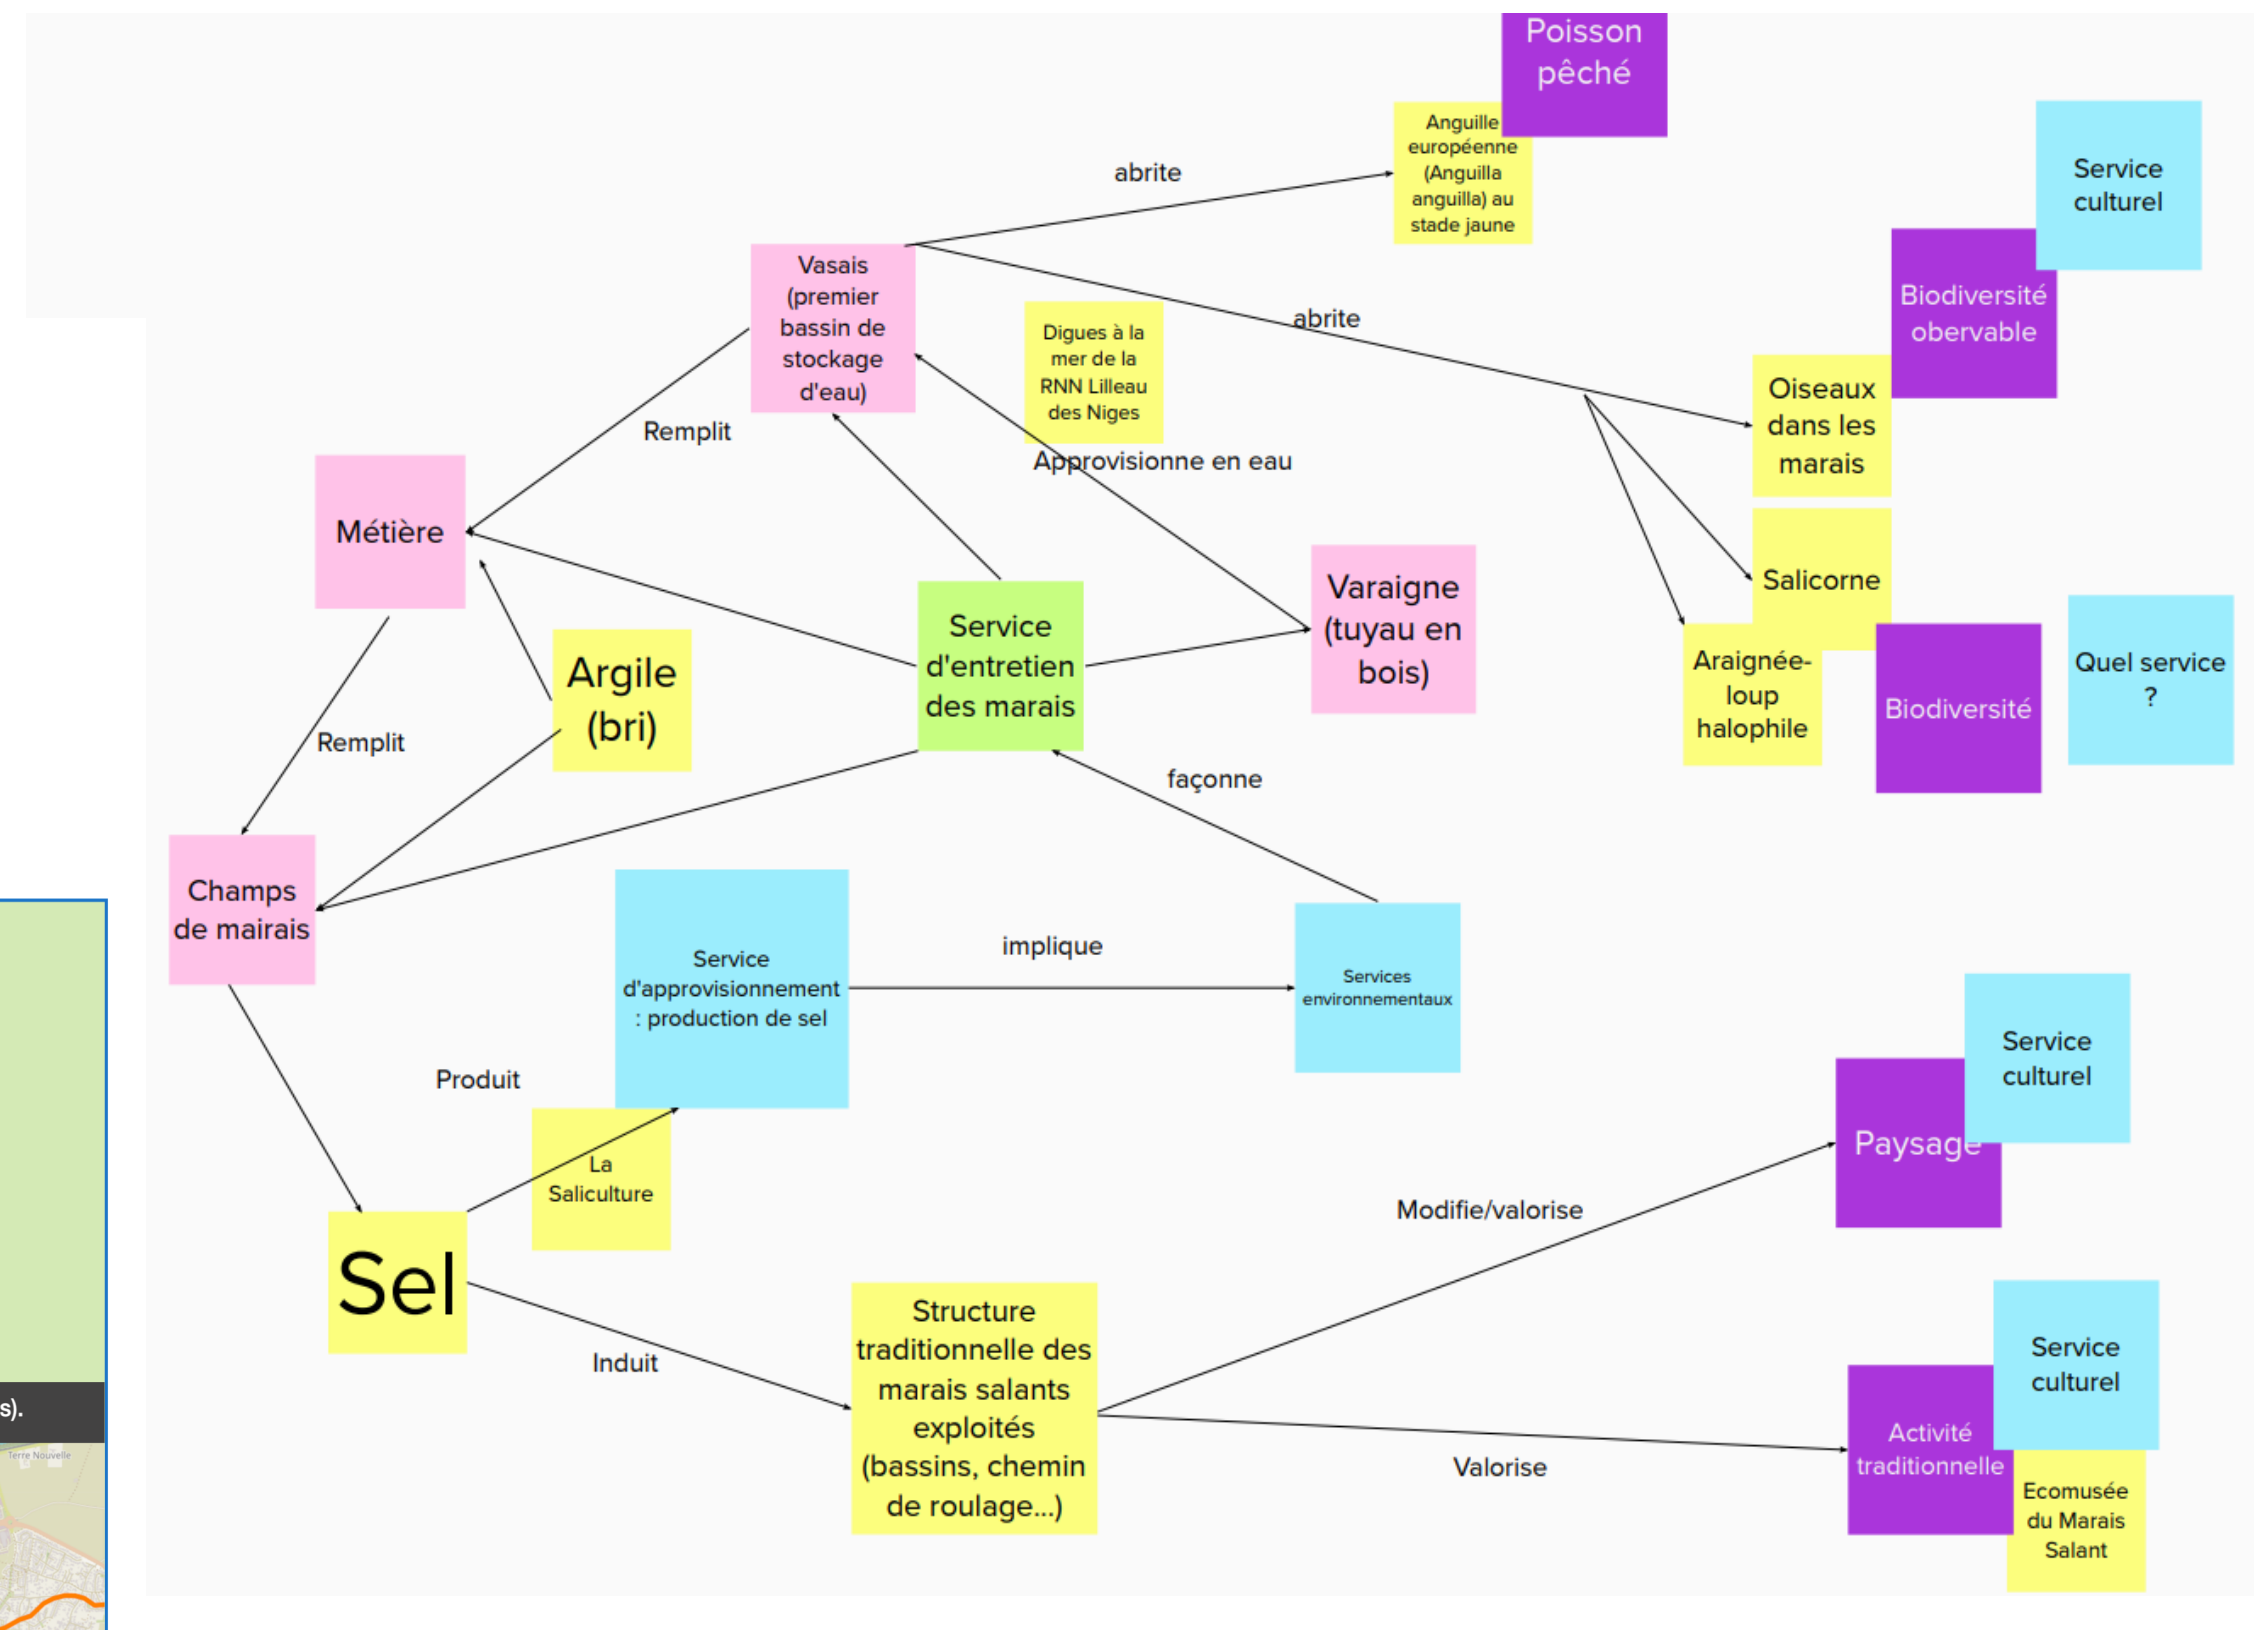 Poisson
pêché
Anguille
européenne
(Anguilla
anguilla) au
stade jaune
Service
culturel
abrite
Vasais
(premier
bassin de
stockage
d'eau)
Biodiversité
obervable
abrite
Digues à la
mer de la
RNN Lilleau
des Niges
Oiseaux
dans les
marais
Remplit
Approvisionne en eau
Métière
Salicorne
Varaigne
(tuyau en
bois)
Service
d'entretien
des marais
Argile
(bri)
Araignée-
loup
halophile
Biodiversité
Quel service
?
Remplit
façonne
Champs
de mairais
Service
d'approvisionnement
: production de sel
implique
Services
environnementaux
Service
culturel
Paysage
Produit
La
Saliculture
Modifie/valorise
Sel
Induit
Structure
traditionnelle des
marais salants
exploités
(bassins, chemin
de roulage...)
Service
culturel
Activité
traditionnelle
Valorise
Ecomusée
du Marais
Salant
s).
Terre Nouvelle